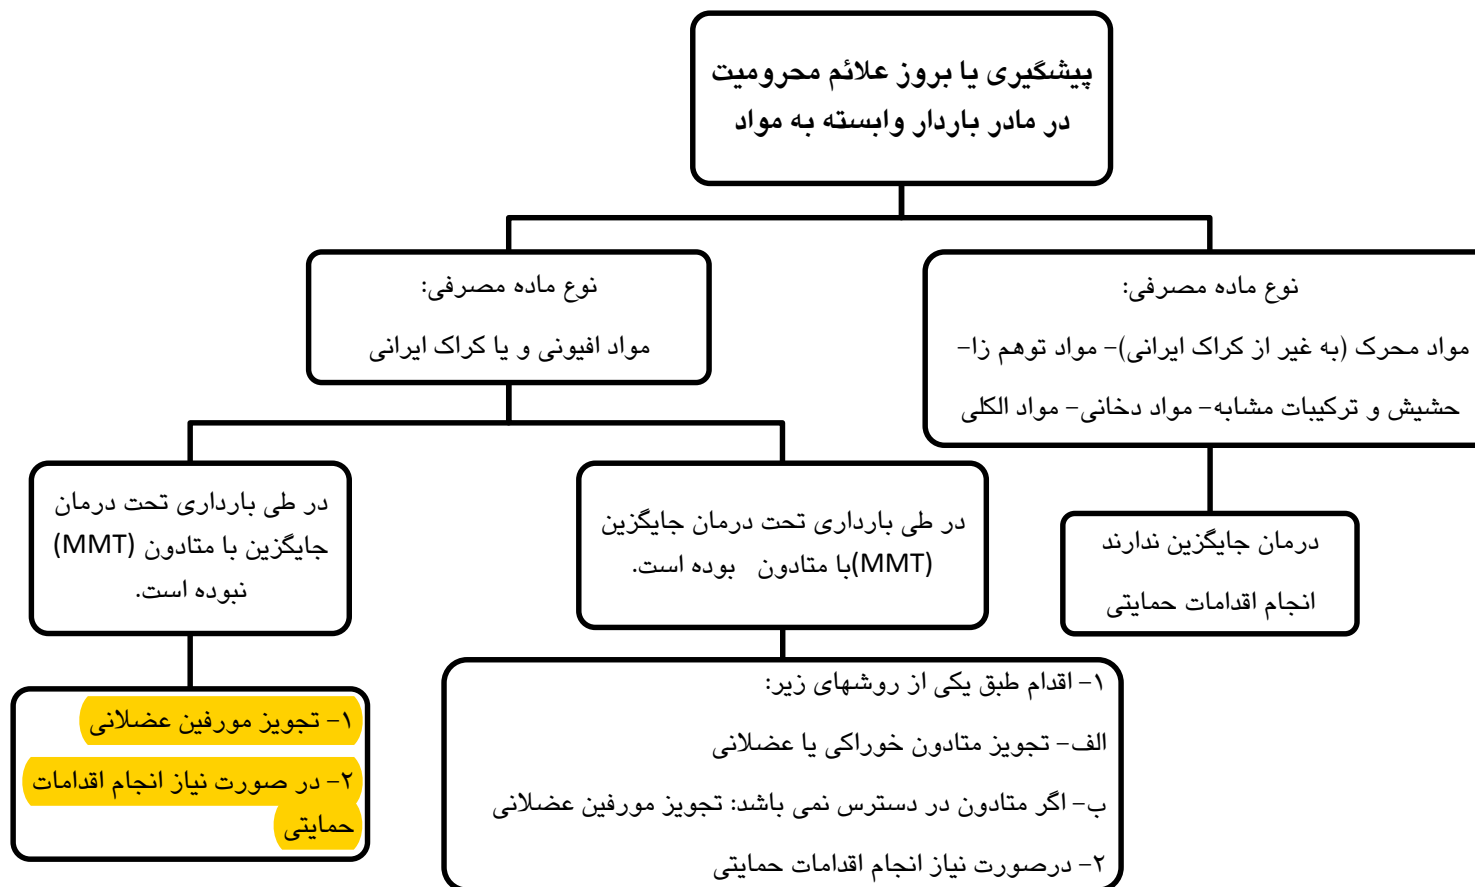 پیشگیری یا بروز علائم محرومیت
در مادر باردار وابسته به مواد
نوع ماده مصرفی:
مواد محرک (به غیر از کراک ایرانی)- مواد توهم زا-
حشیش و ترکیبات مشابه- مواد دخانی- مواد الکلی
نوع ماده مصرفی:
مواد افیونی و یا کراک ایرانی
درمان جایگزین ندارند
انجام اقدامات حمایتی
در طی بارداری تحت درمان جایگزین
با متادون (MMT) بوده است.
در طی بارداری تحت درمان
جایگزین با متادون (MMT)
نبوده است.
۱- اقدام طبق یکی از روشهای زیر:
الف- تجویز متادون خوراکی یا عضلانی
ب- اگر متادون در دسترس نمی باشد: تجویز مورفین عضلانی
۲- درصورت نیاز انجام اقدامات حمایتی
۱- تجویز مورفین عضلانی
۲- در صورت نیاز انجام اقدامات
حمایتی